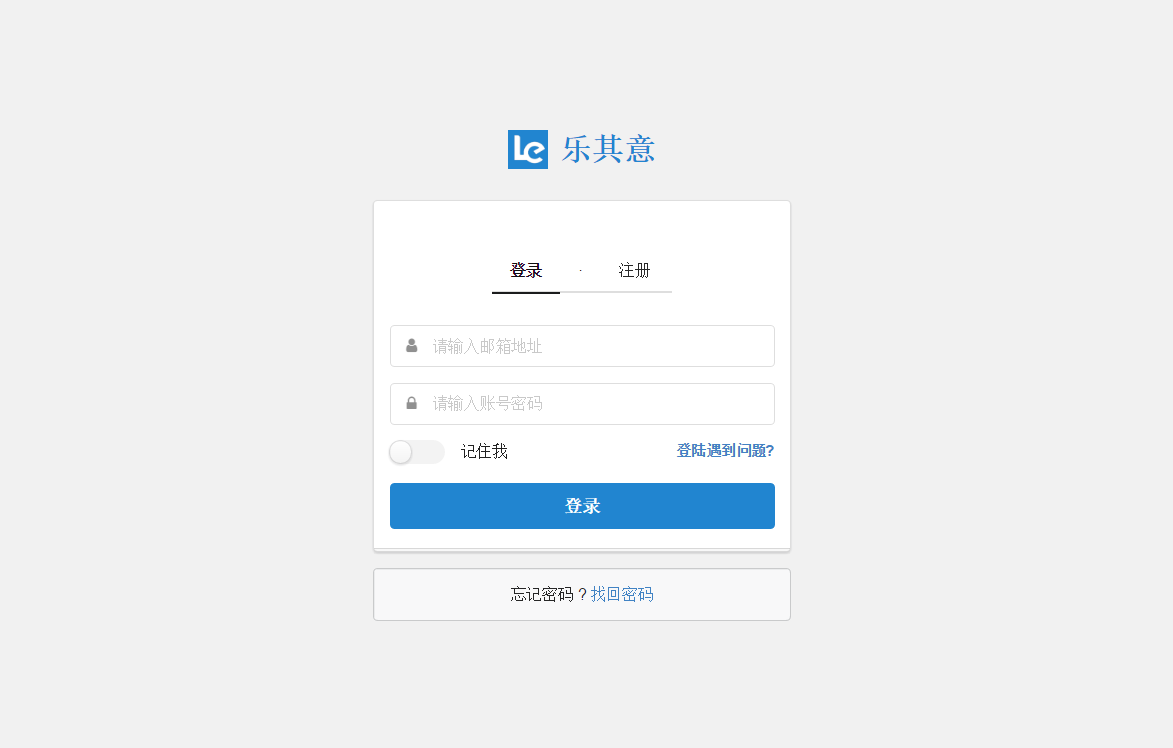 Le 乐其意
登录 · 注册
请输入邮箱地址
请输入账号密码
记住我 登陆遇到问题?
登录
忘记密码 ? 找回密码